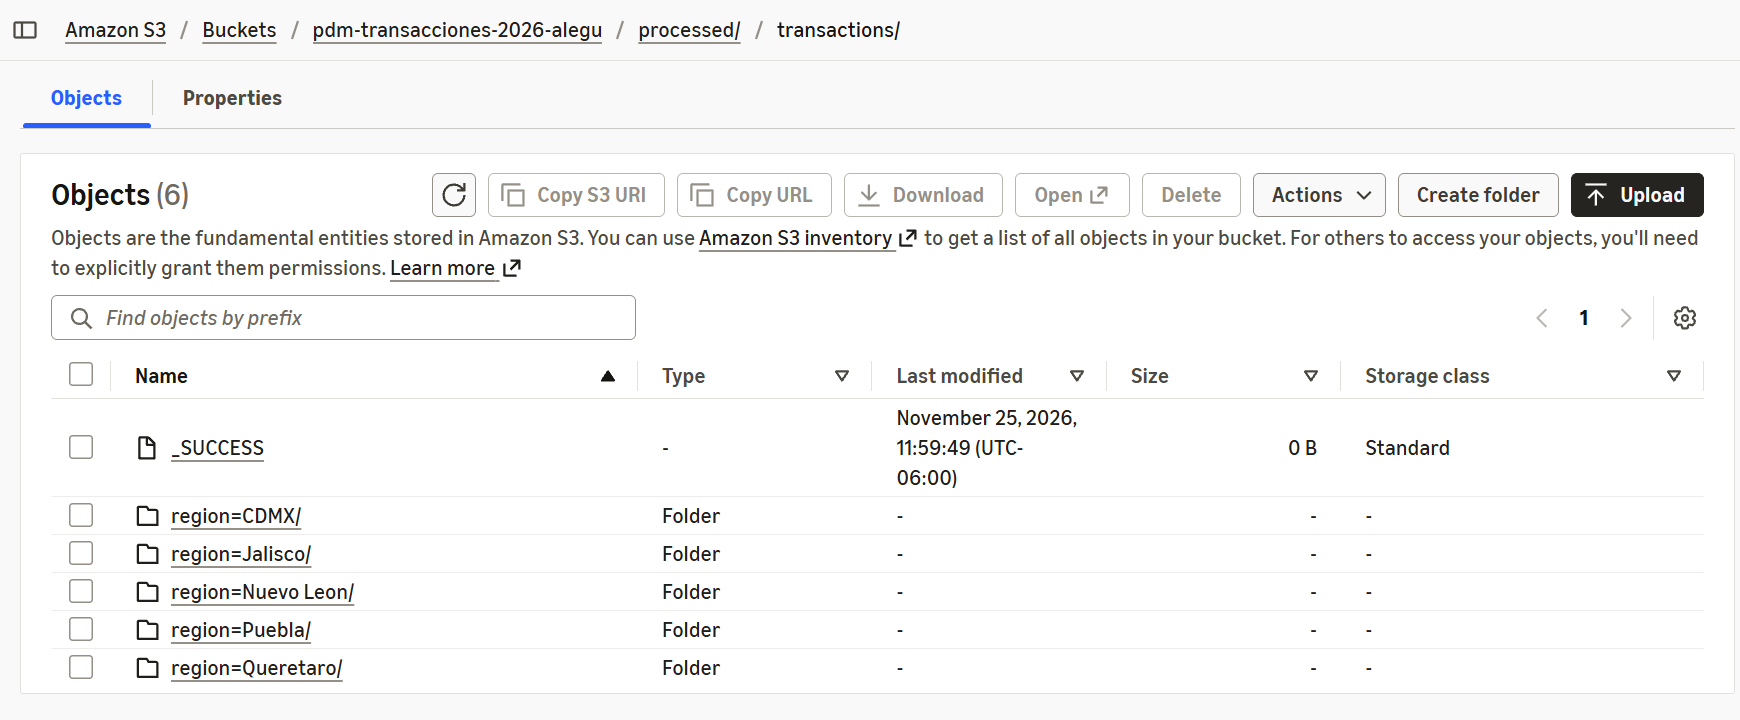 Amazon S3 / Buckets / pdm-transacciones-2026-alegu / processed/ / transactions/
Objects Properties
Objects (6) Copy S3 URI Copy URL Download Open Delete Actions Create folder Upload
Objects are the fundamental entities stored in Amazon S3. You can use Amazon S3 inventory to get a list of all objects in your bucket. For others to access your objects, you'll need
to explicitly grant them permissions. Learn more
Find objects by prefix 1
Name Type Last modified Size Storage class
November 25, 2026,
_SUCCESS - 11:59:49 (UTC- 0 B Standard
06:00)
region=CDMX/ Folder - - -
region=Jalisco/ Folder - - -
region=Nuevo Leon/ Folder - - -
region=Puebla/ Folder - - -
region=Queretaro/ Folder - - -